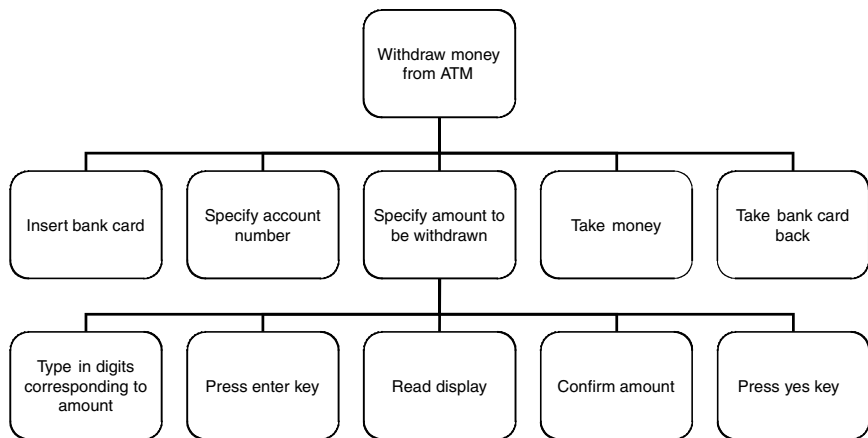 Withdraw money
from ATM
Insert bank card
Specify account
number
Specify amount to
be withdrawn
Take money
Take bank card
back
Type in digits
corresponding to
amount
Press enter key
Read display
Confirm amount
Press yes key